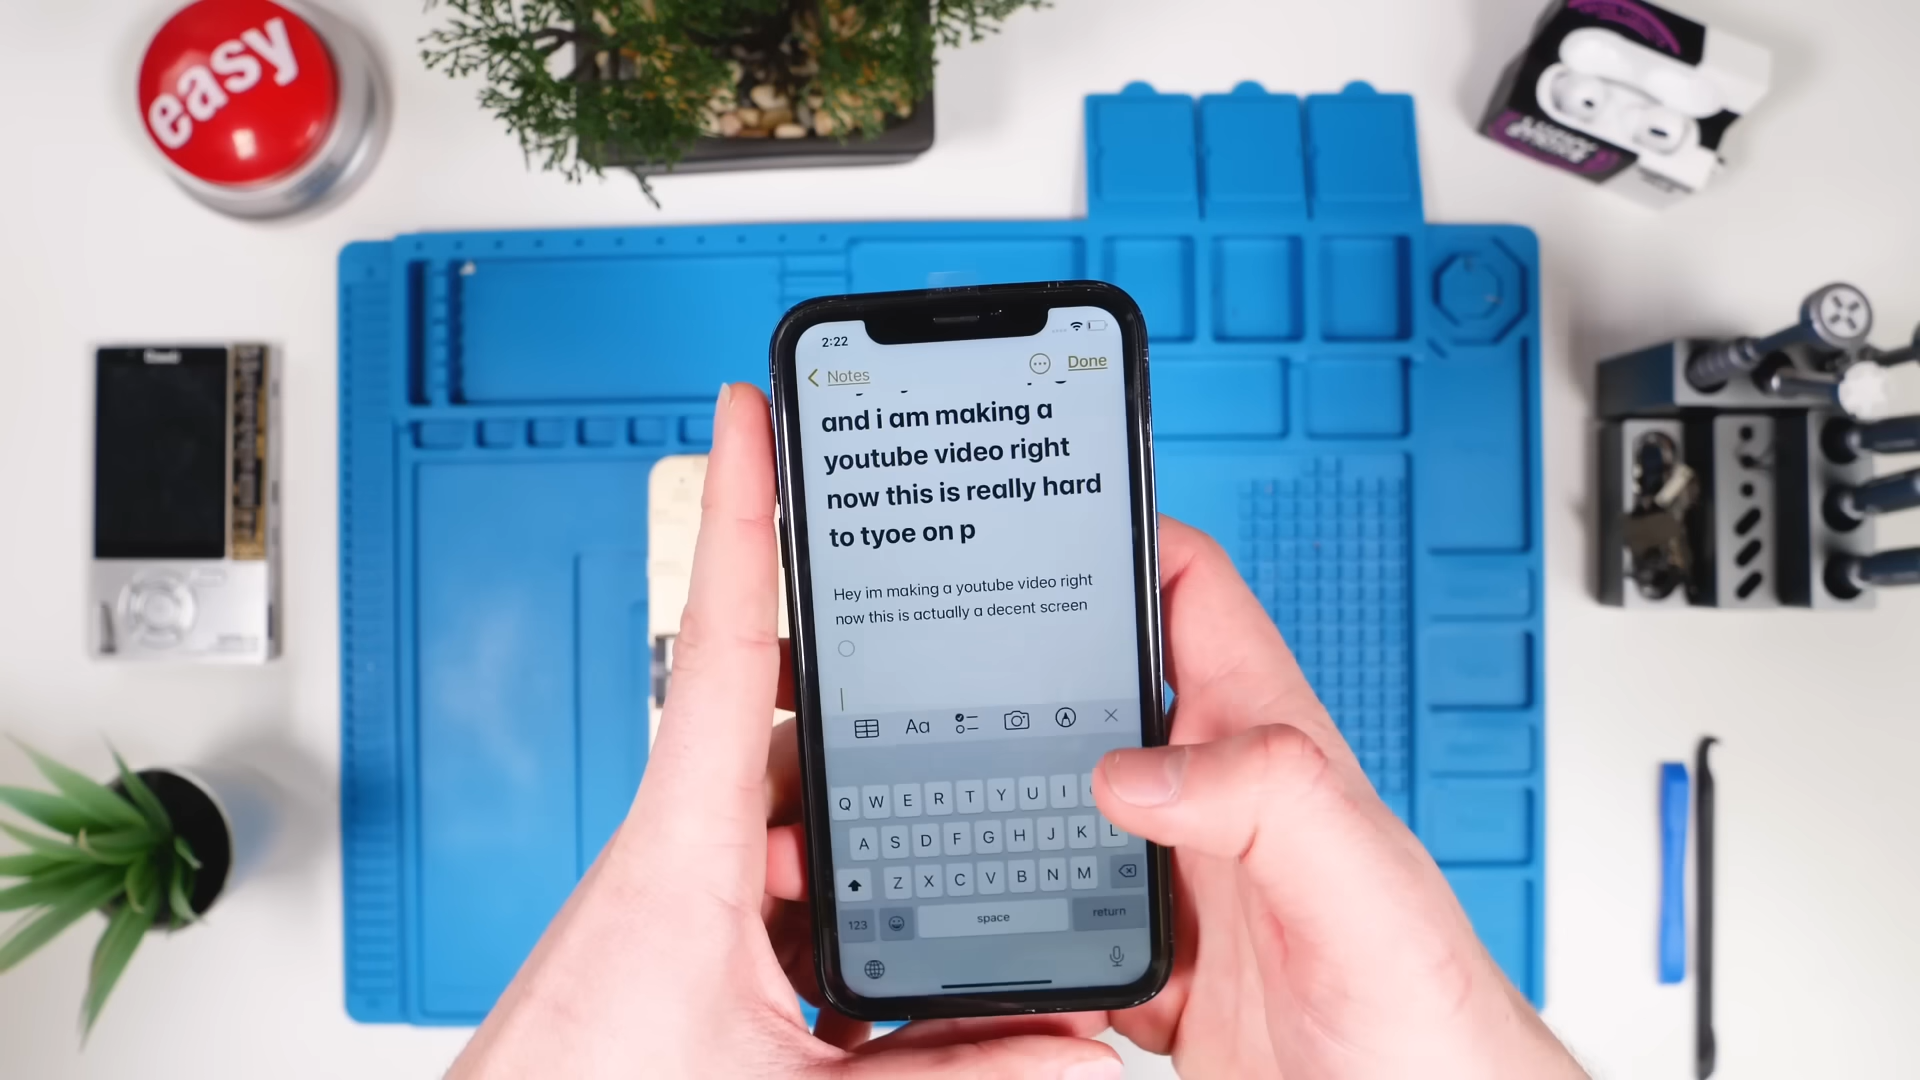 easy
2:22
Notes
Done
and i am making a
youtube video right
now this is really hard
to tyoe on p
Hey im making a youtube video right
now this is actually a decent screen
Aa
Q W E R T Y U I
A S D F G H J K L
Z X C V B N M
123
space
return